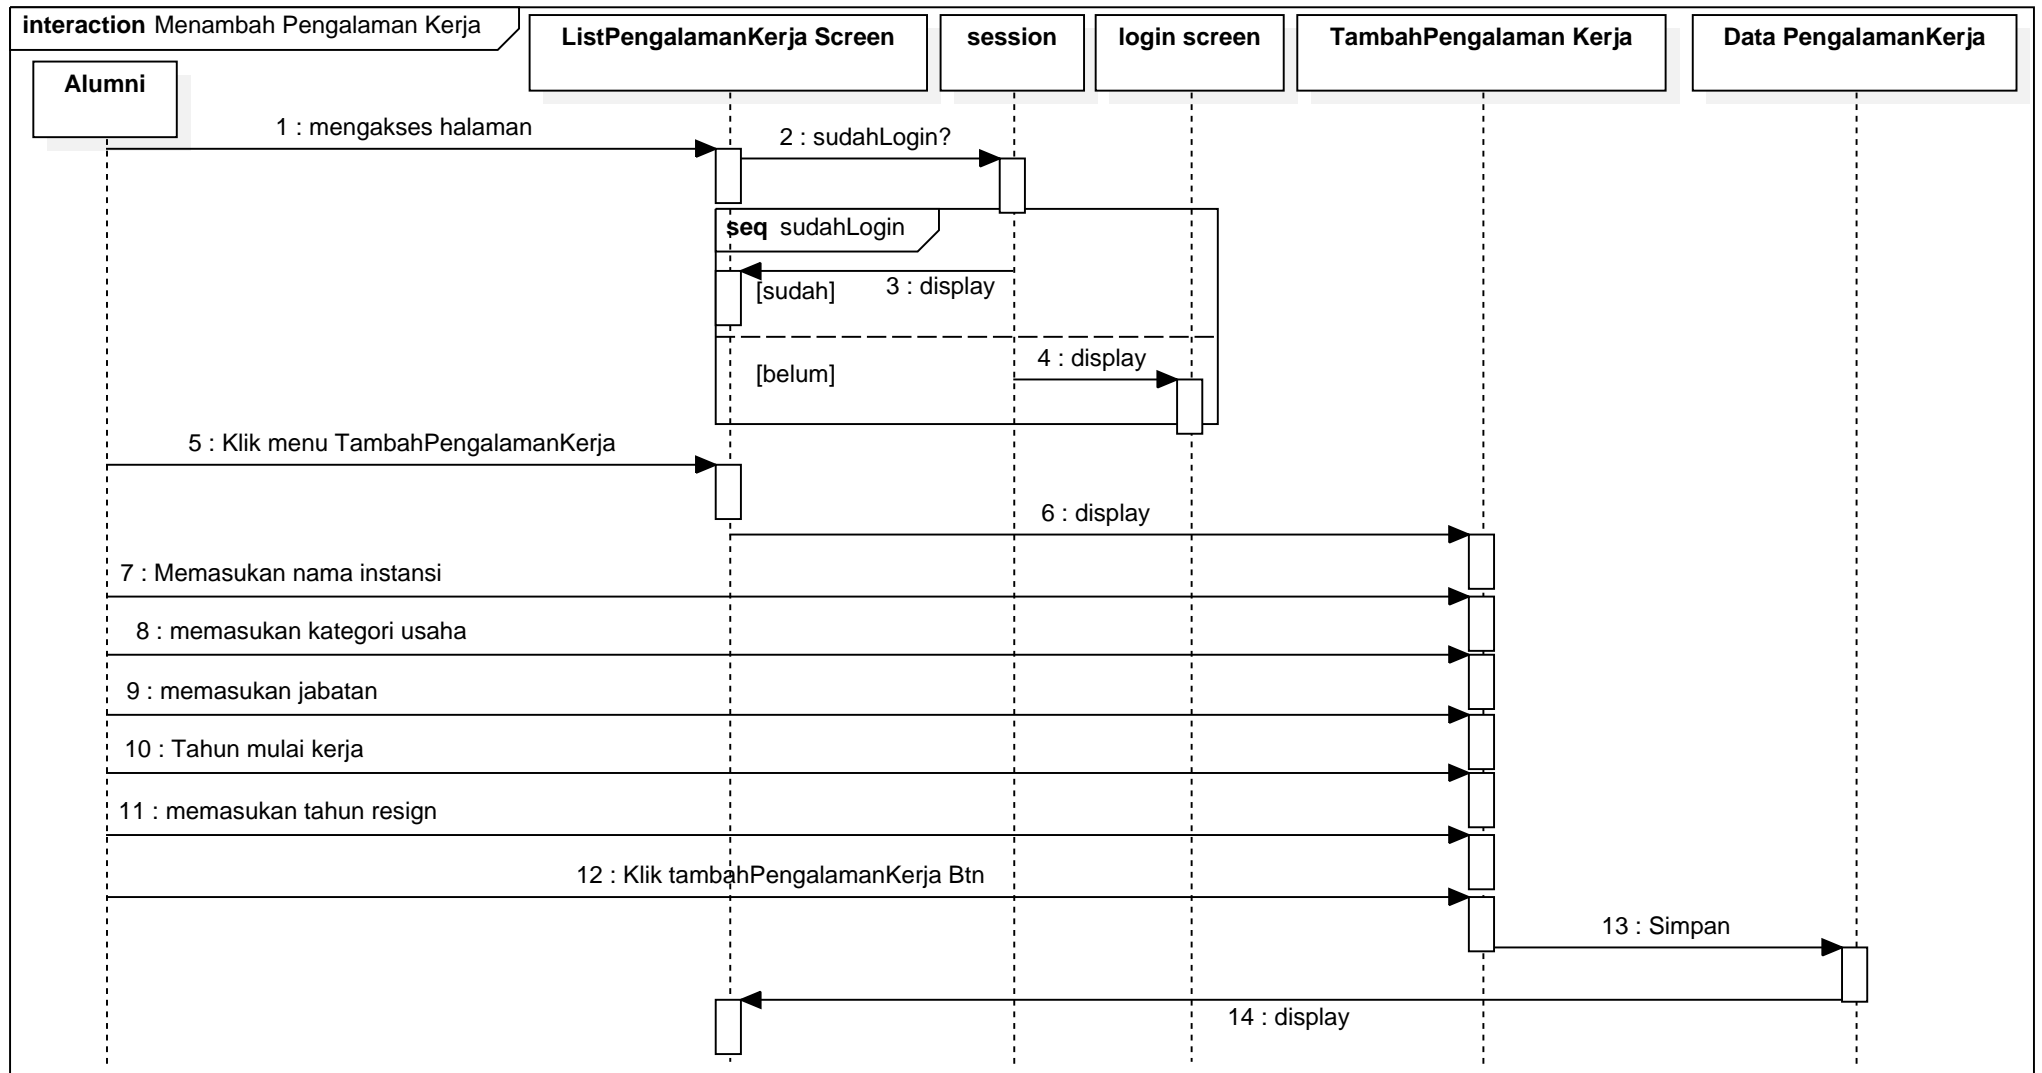 interaction Menambah Pengalaman Kerja
ListPengalamanKerja Screen
session
login screen
TambahPengalaman Kerja
Data PengalamanKerja
Alumni
1 : mengakses halaman
2 : sudahLogin?
seq sudahLogin
[sudah]
3 : display
4 : display
[belum]
5 : Klik menu TambahPengalamanKerja
6 : display
7 : Memasukan nama instansi
8 : memasukan kategori usaha
9 : memasukan jabatan
10 : Tahun mulai kerja
11 : memasukan tahun resign
12 : Klik tambahPengalamanKerja Btn
13 : Simpan
14 : display